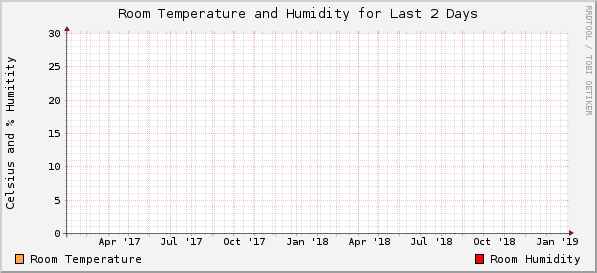 Room Temperature and Humidity for Last 2 Days
RRDTOOL / TOBI OETIKER
Celsius and % Humitity
30
25
20
15
10
5
0
Apr '17 Jul '17 Oct '17 Jan '18 Apr '18 Jul '18 Oct '18 Jan '19
Room Temperature Room Humidity